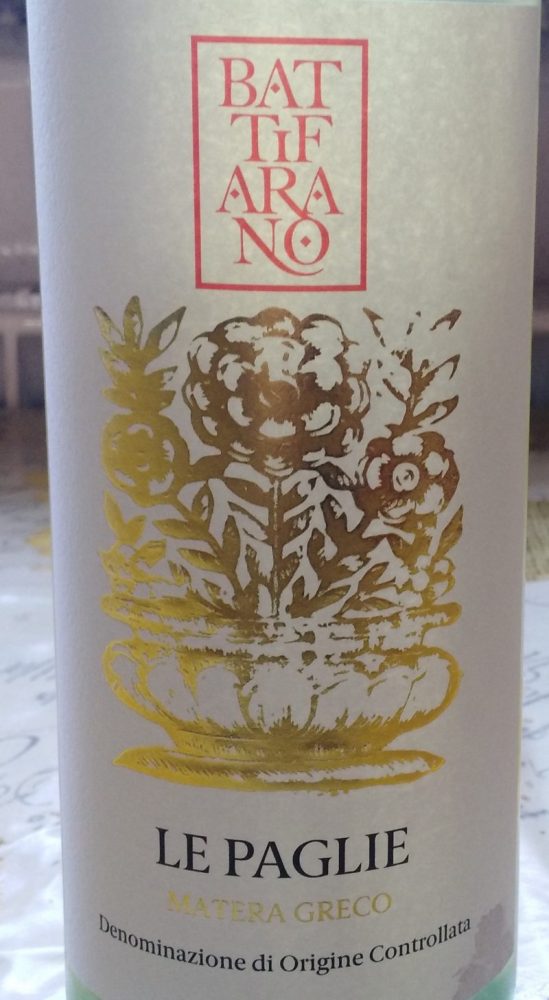 BAT
TIF
ARA
NO
LE PAGLIE
MATERA GRECO
Denominazione di Origine Controllata